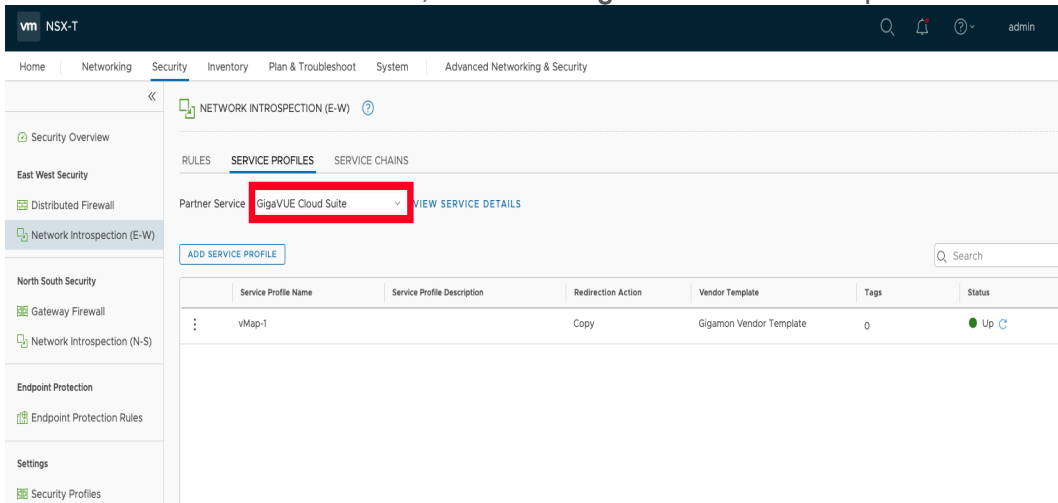 vm NSX-T admin
Home Networking Security Inventory Plan & Troubleshoot System Advanced Networking & Security
«
NETWORK INTROSPECTION (E-W) ?
Security Overview
RULES SERVICE PROFILES SERVICE CHAINS
East West Security
Distributed Firewall
Partner Service GigaVUE Cloud Suite VIEW SERVICE DETAILS
Network Introspection (E-W)
ADD SERVICE PROFILE Search
North South Security
Service Profile Name Service Profile Description Redirection Action Vendor Template Tags Status
Gateway Firewall
vMap-1 Copy Gigamon Vendor Template 0 Up
Network Introspection (N-S)
Endpoint Protection
Endpoint Protection Rules
Settings
Security Profiles